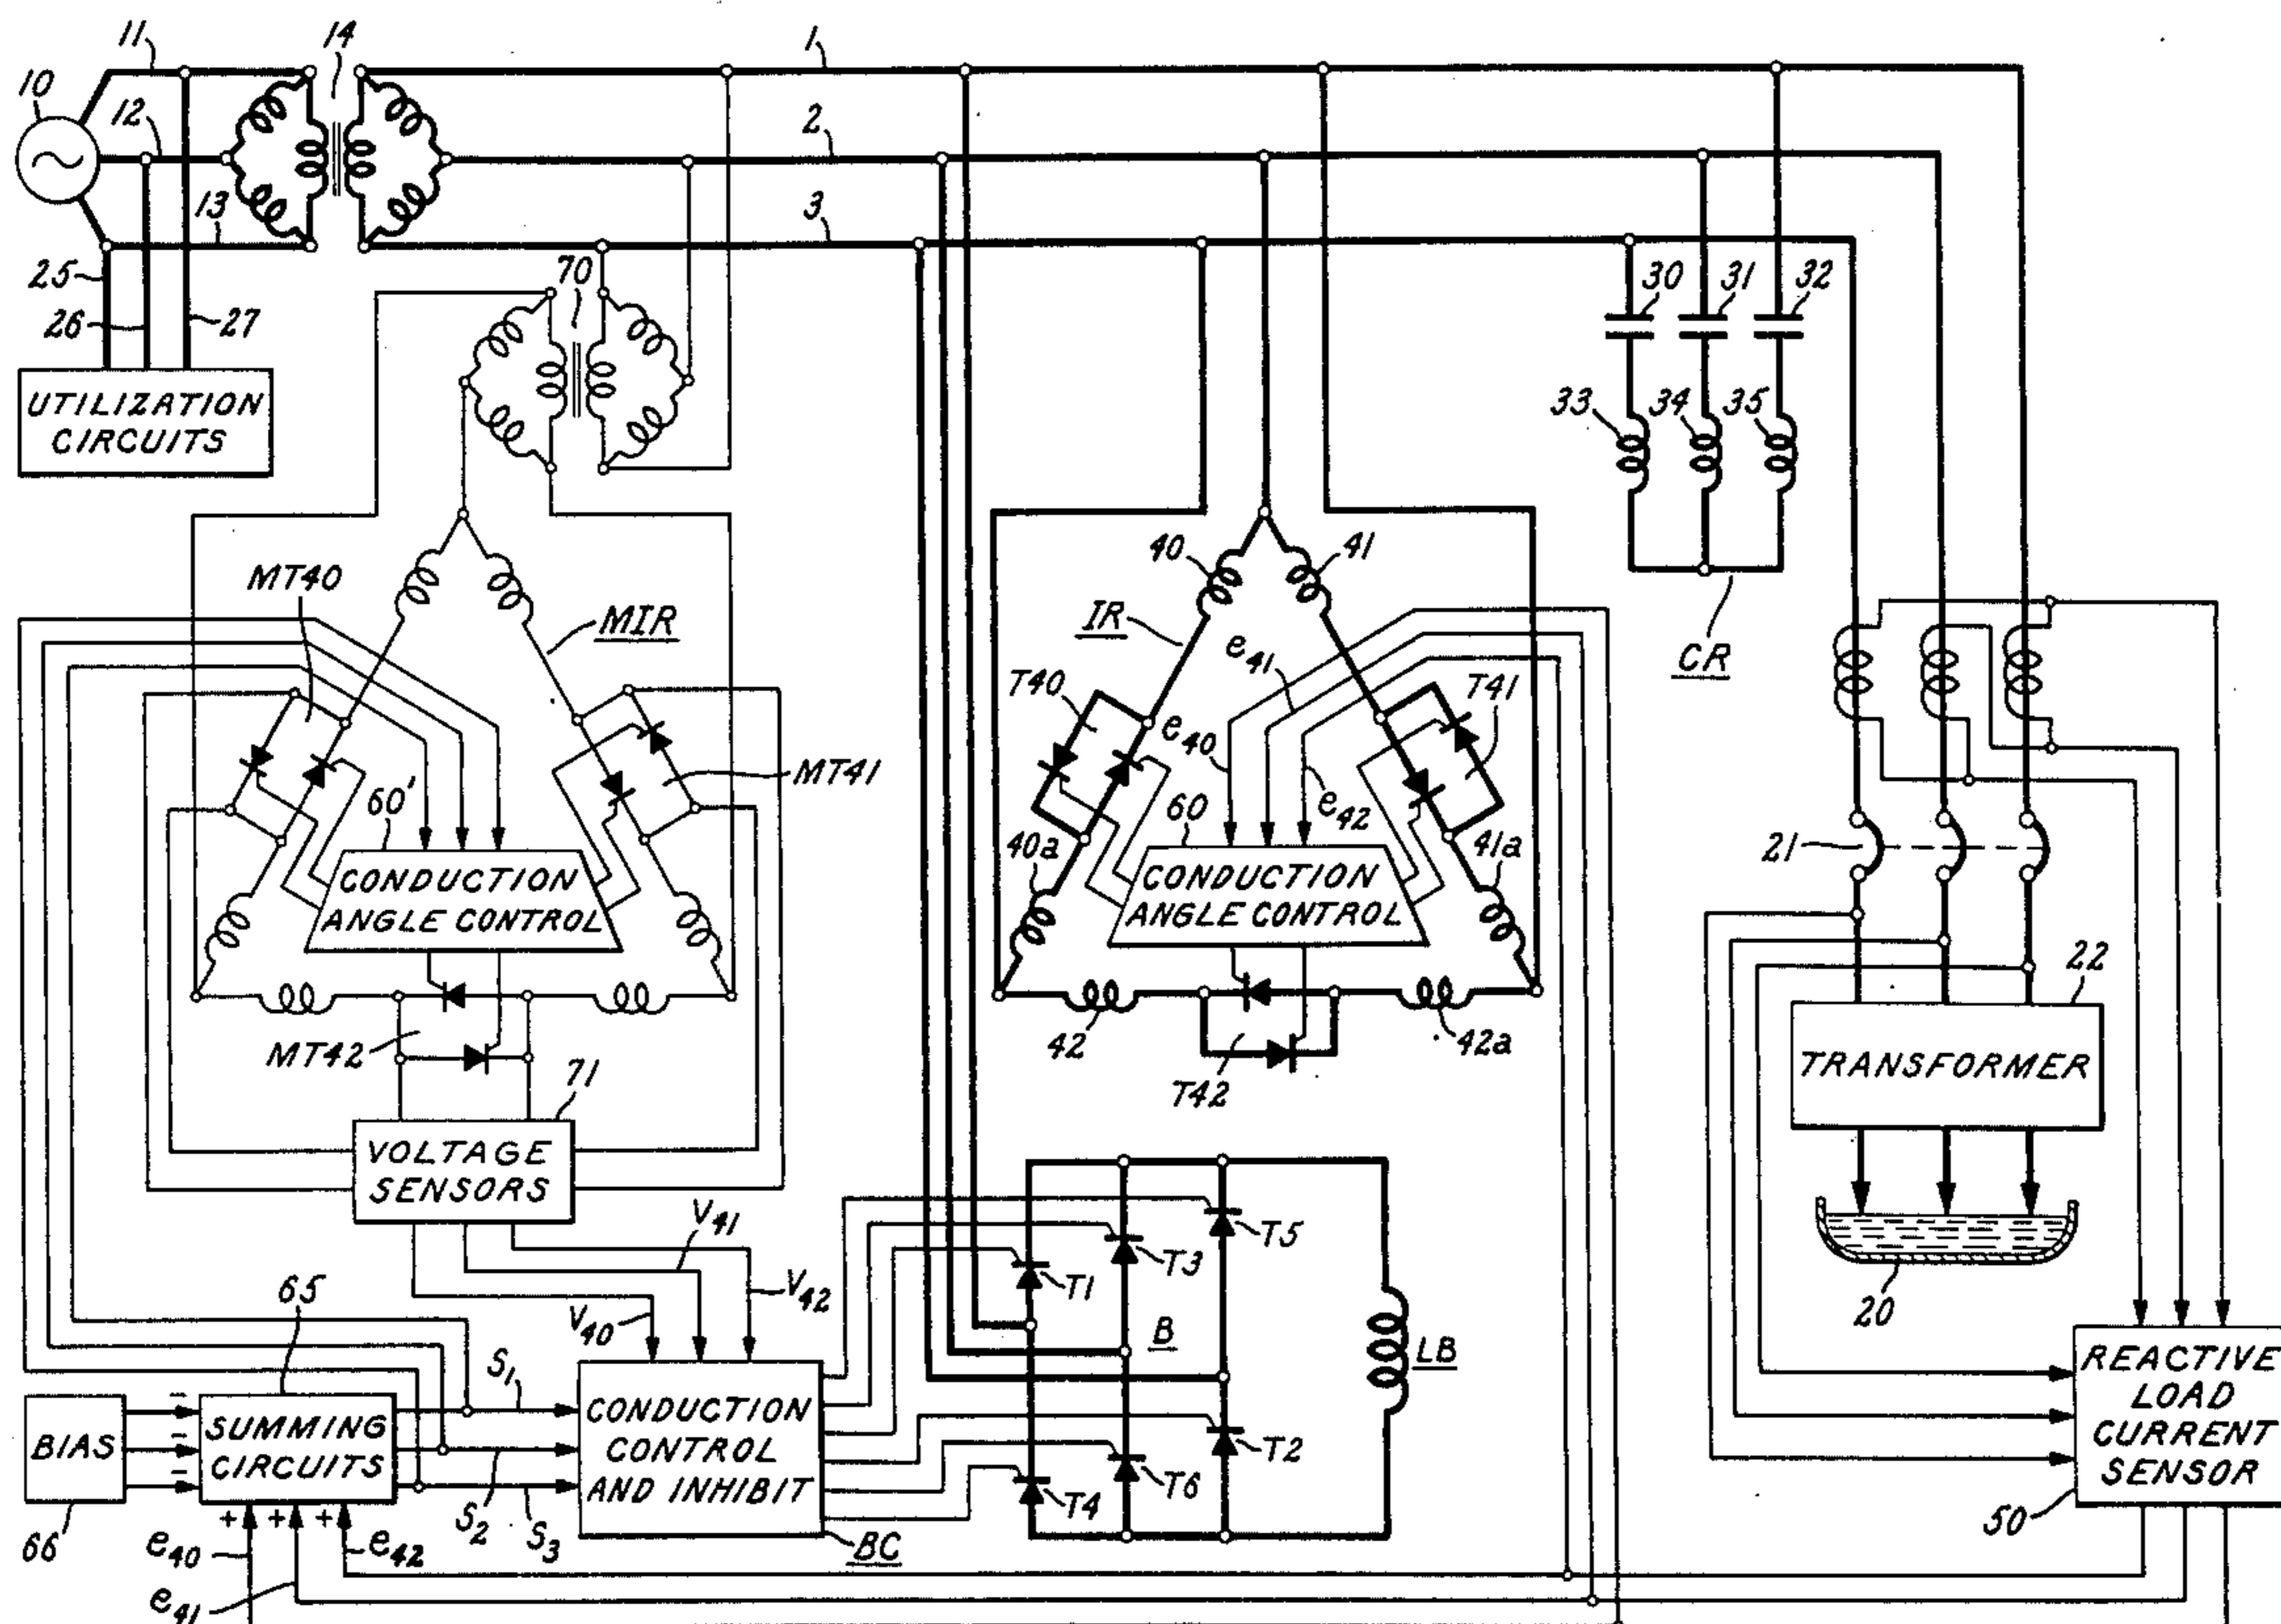 11
14
1
10
12
2
13
3
25
70
26
27
30
31
32
UTILIZATION
CIRCUITS
33
34
35
MT40
MIR
40
41
IR
e41
CR
T40
e40
T41
MT41
60'
60
e42
40a
41a
21
CONDUCTION
ANGLE CONTROL
CONDUCTION
ANGLE CONTROL
22
MT42
42
42a
T42
TRANSFORMER
71
VOLTAGE
SENSORS
V41
T5
T3
T1
V42
V40
65
B
LB
20
S1
REACTIVE
LOAD
CURRENT
SENSOR
BIAS
SUMMING
CIRCUITS
CONDUCTION
CONTROL
AND INHIBIT
T2
T6
T4
S2
S3
50
66
+ + +
e40
e42
BC
e41